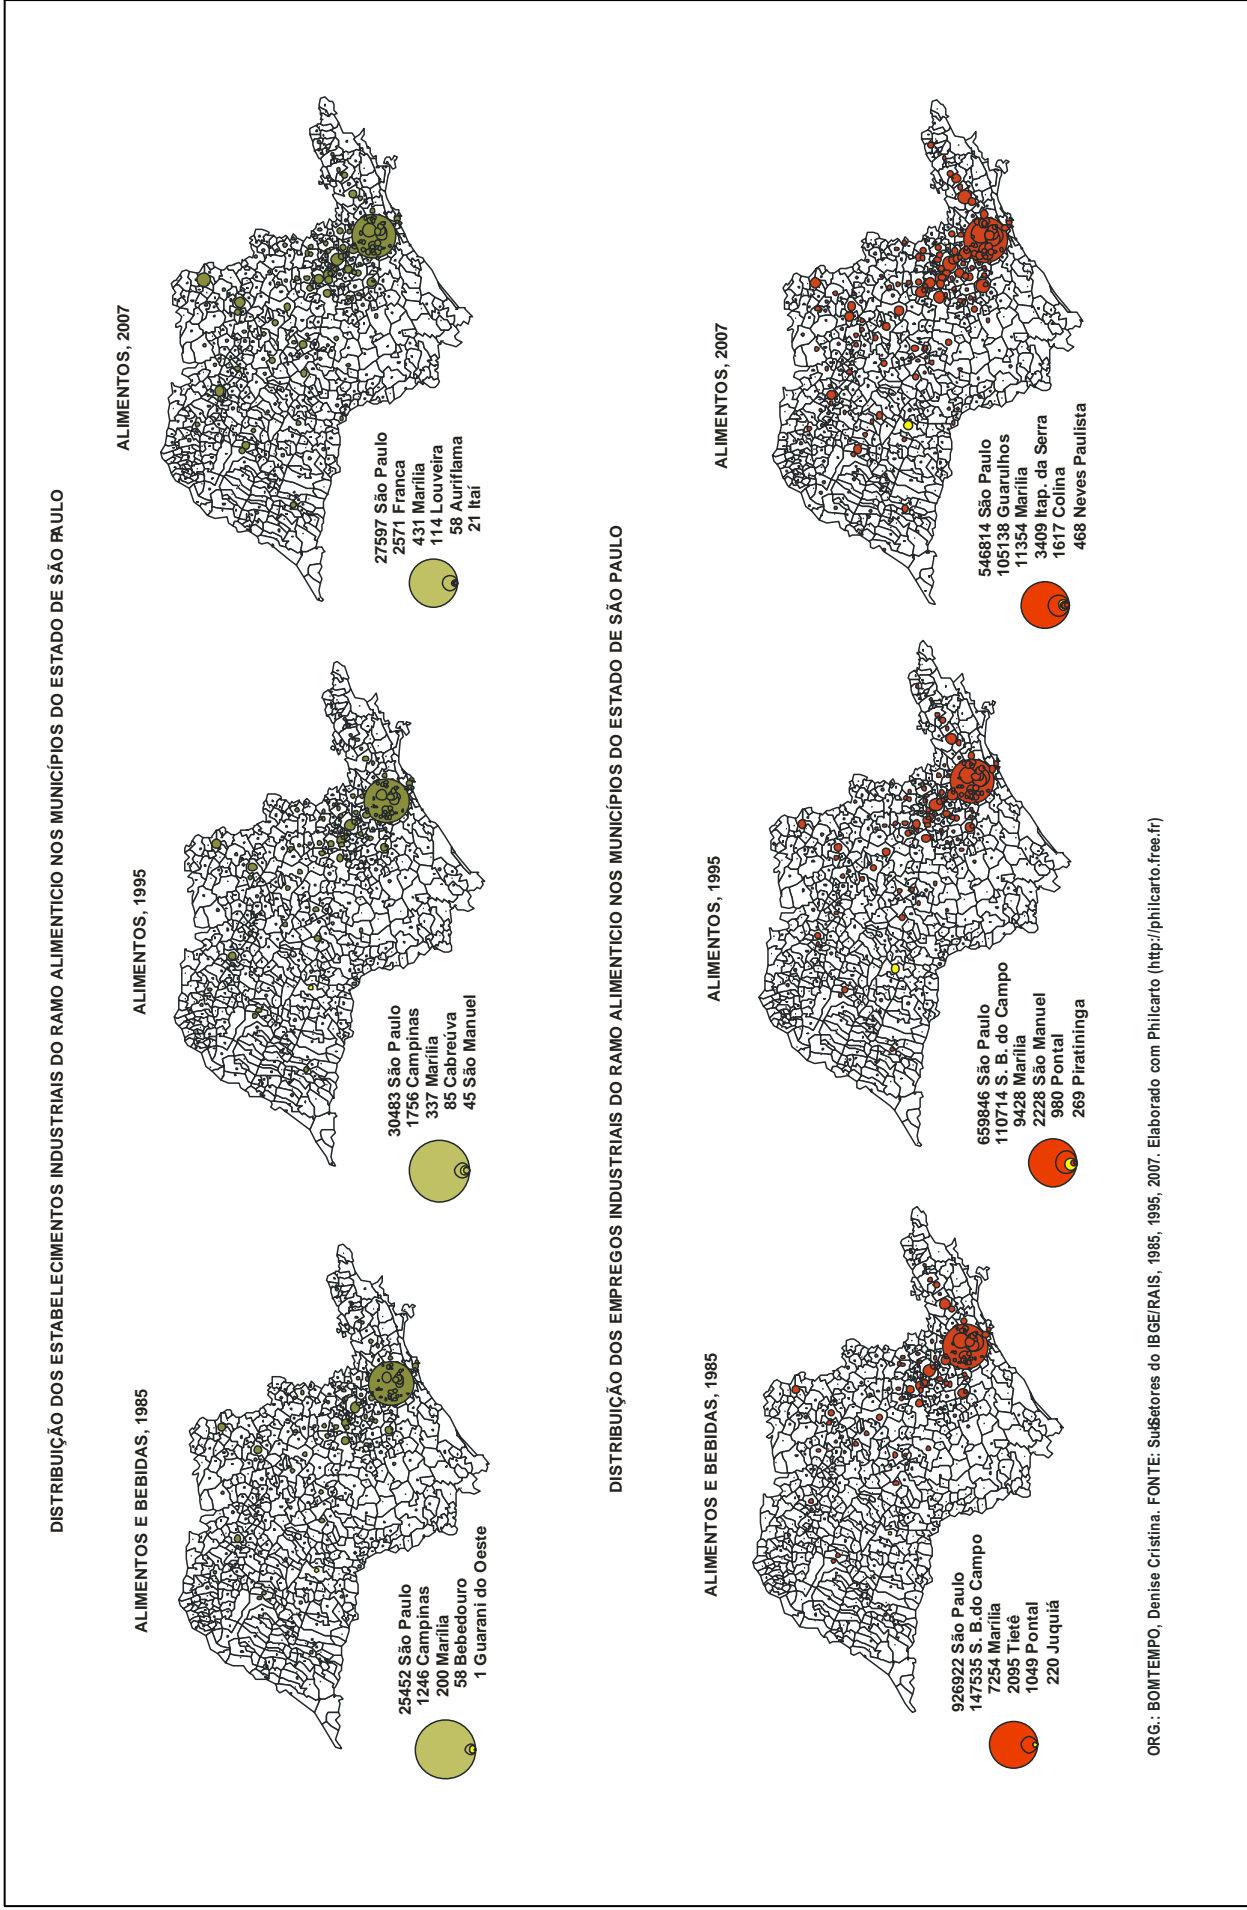 DISTRIBUIÇÃO DOS ESTABELECIMENTOS INDUSTRIAIS DO RAMO ALIMENTICIO NOS MUNICÍPIOS DO ESTADO DE SÃO PAULO
ALIMENTOS E BEBIDAS, 1985
25452 São Paulo
1246 Campinas
200 Marília
58 Bebedouro
1 Guarani do Oeste
ALIMENTOS, 1995
30483 São Paulo
1756 Campinas
337 Marília
85 Cabreúva
45 São Manuel
ALIMENTOS, 2007
27597 São Paulo
2571 Franca
431 Marília
114 Louveira
58 Auriflama
21 Itaí
DISTRIBUIÇÃO DOS EMPREGOS INDUSTRIAIS DO RAMO ALIMENTICIO NOS MUNICÍPIOS DO ESTADO DE SÃO PAULO
ALIMENTOS E BEBIDAS, 1985
926922 São Paulo
147535 S. B.do Campo
7254 Marília
2095 Tietê
1049 Pontal
220 Juquiá
ALIMENTOS, 1995
659846 São Paulo
110714 S. B. do Campo
9428 Marília
2228 São Manuel
980 Pontal
269 Piratininga
ALIMENTOS, 2007
546814 São Paulo
105138 Guarulhos
11354 Marília
3409 Itap. da Serra
1617 Colina
468 Neves Paulista
ORG.: BOMTEMPO, Denise Cristina. FONTE: SubSetores do IBGE/RAIS, 1985, 1995, 2007. Elaborado com Philcarto (http://philcarto.free.fr)